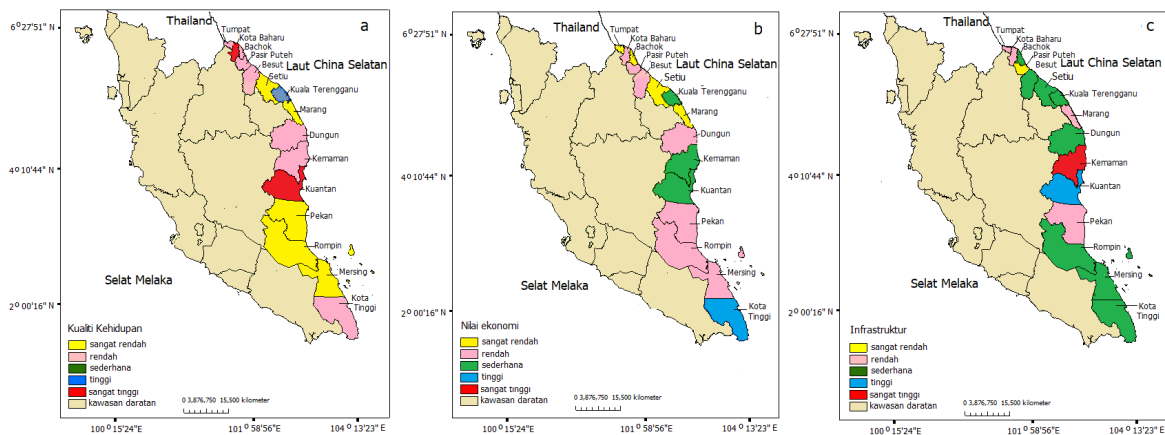 a
Thailand
6° 27'51" N
Tumpat
Kota Baharu
Bachok
Pasir Puteh
Besut
Laut China Selatan
Setiu
Kuala Terengganu
Marang
Dungun
Kemaman
4° 10'44" N
Kuantan
Pekan
Rompin
Selat Melaka
Mersing
2° 00'16" N
Kota
Tinggi
Kualiti Kehidupan
sangat rendah
rendah
sederhana
tinggi
sangat tinggi
kawasan daratan
0 3,876,750 15,500 kilometer
100° 15'24"E
101° 58'56"
104° 13'23"E
b
Thailand
6° 27'51" N
Tumpat
Kota Baharu
Bachok
Pasir Puteh
Besut
Laut China Selatan
Setiu
Kuala Terengganu
Marang
Dungun
Kemaman
4° 10'44" N
Kuantan
Pekan
Rompin
Selat Melaka
Mersing
2° 00'16" N
Kota
Tinggi
Nilai ekonomi
sangat rendah
rendah
sederhana
tinggi
sangat tinggi
kawasan daratan
0 3,876,750 15,500 kilometer
100° 15'24"E
101° 58'56"
104° 13'23"E
c
Thailand
6° 27'51" N
Tumpat
Kota Baharu
Bachok
Pasir Puteh
Besut
Laut China Selatan
Setiu
Kuala Terengganu
Marang
Dungun
Kemaman
4° 10'44" N
Kuantan
Pekan
Rompin
Selat Melaka
Mersing
2° 00'16" N
Kota
Tinggi
Infrastruktur
sangat rendah
rendah
sederhana
tinggi
sangat tinggi
kawasan daratan
0 3,876,750 15,500 kilometer
100° 15'24"E
101° 58'56"
104° 13'23"E